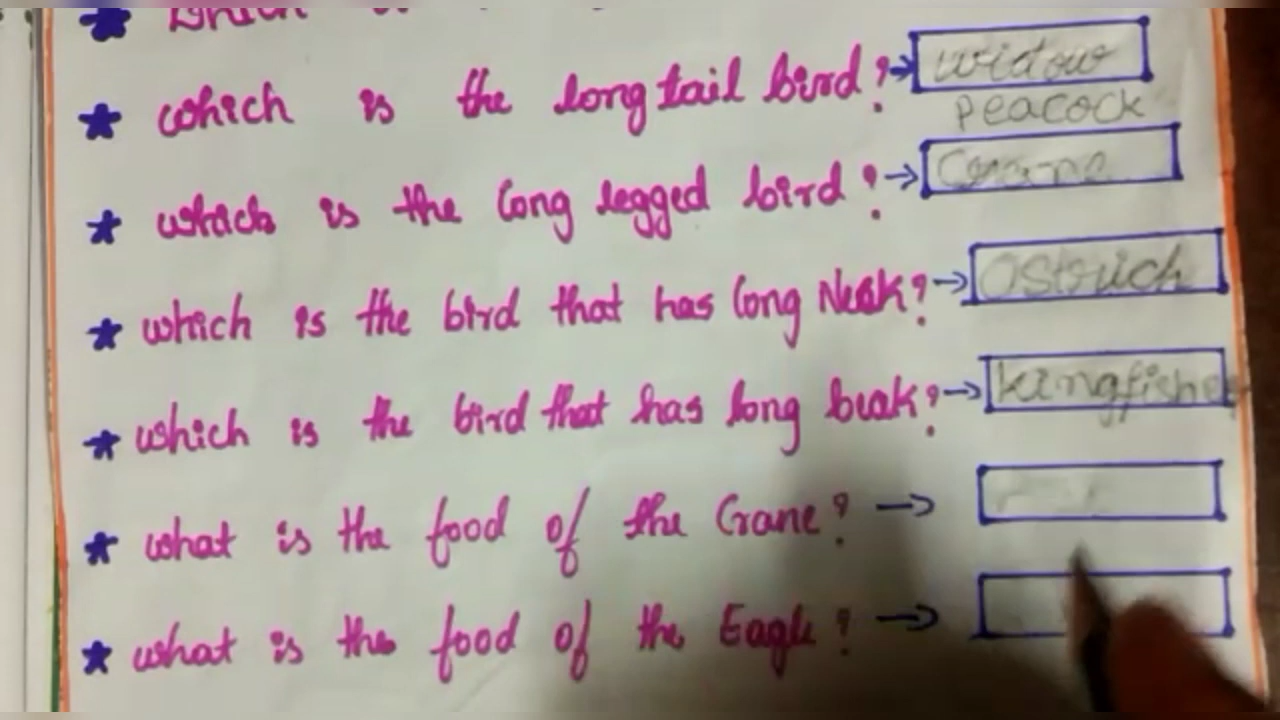 which is the long tail bird? → widow
peacock
which is the long legged bird? → Crane
which is the bird that has long Neak? → Ostrich
which is the bird that has long beak? → kingfisher
what is the food of the Crane? →
what is the food of the Eagle? →